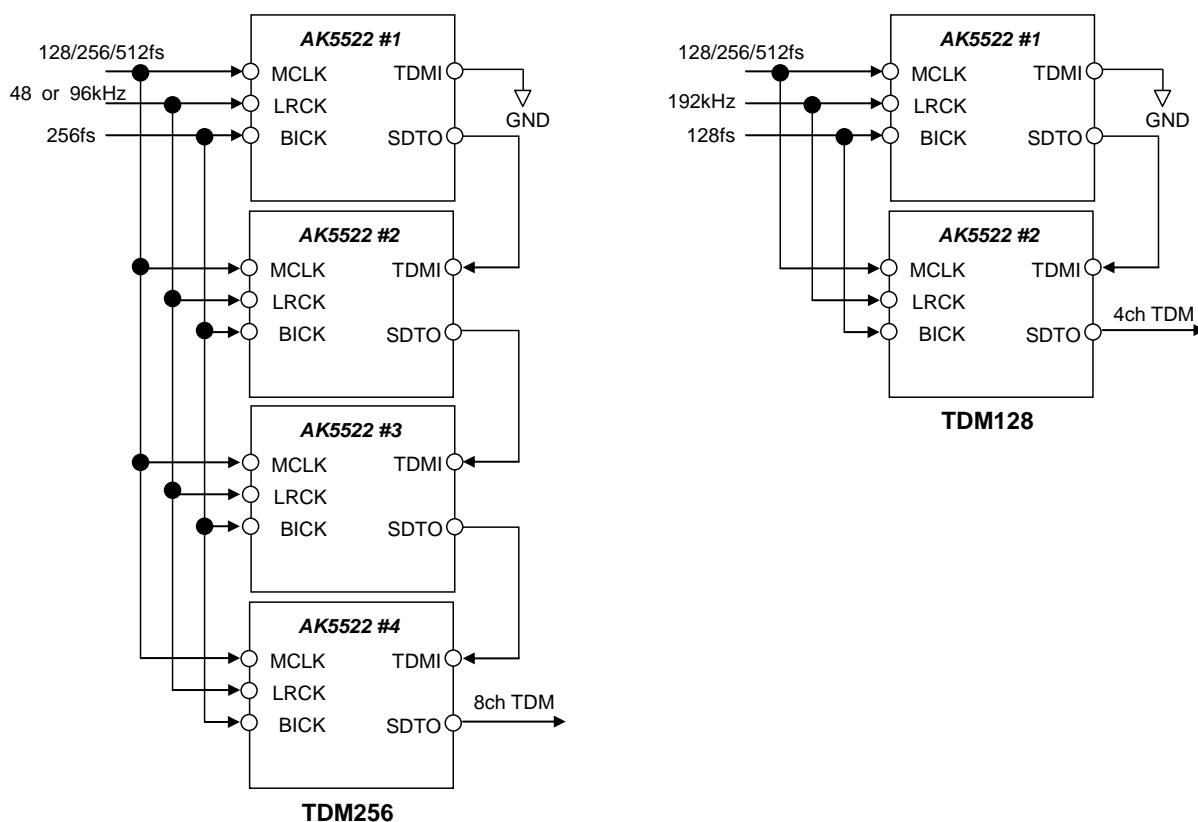 AK5522 #1
128/256/512fs
MCLK
TDMI
48 or 96kHz
LRCK
GND
256fs
BICK
SDTO
AK5522 #2
MCLK
TDMI
LRCK
BICK
SDTO
AK5522 #3
MCLK
TDMI
LRCK
BICK
SDTO
AK5522 #4
MCLK
TDMI
LRCK
8ch TDM
BICK
SDTO
TDM256
AK5522 #1
128/256/512fs
MCLK
TDMI
192kHz
LRCK
GND
128fs
BICK
SDTO
AK5522 #2
MCLK
TDMI
LRCK
4ch TDM
BICK
SDTO
TDM128